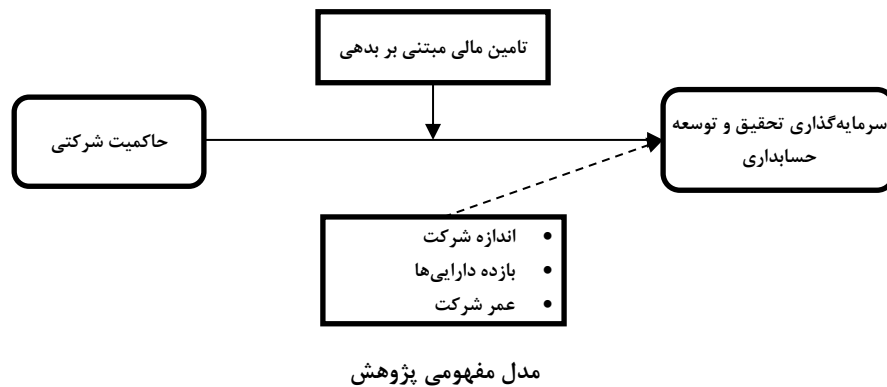 تامین مالی مبتنی بر بدهی
حاکمیت شرکتی
سرمایه‌گذاری تحقیق و توسعه
حسابداری
• اندازه شرکت
• بازده دارایی‌ها
• عمر شرکت
مدل مفهومی پژوهش